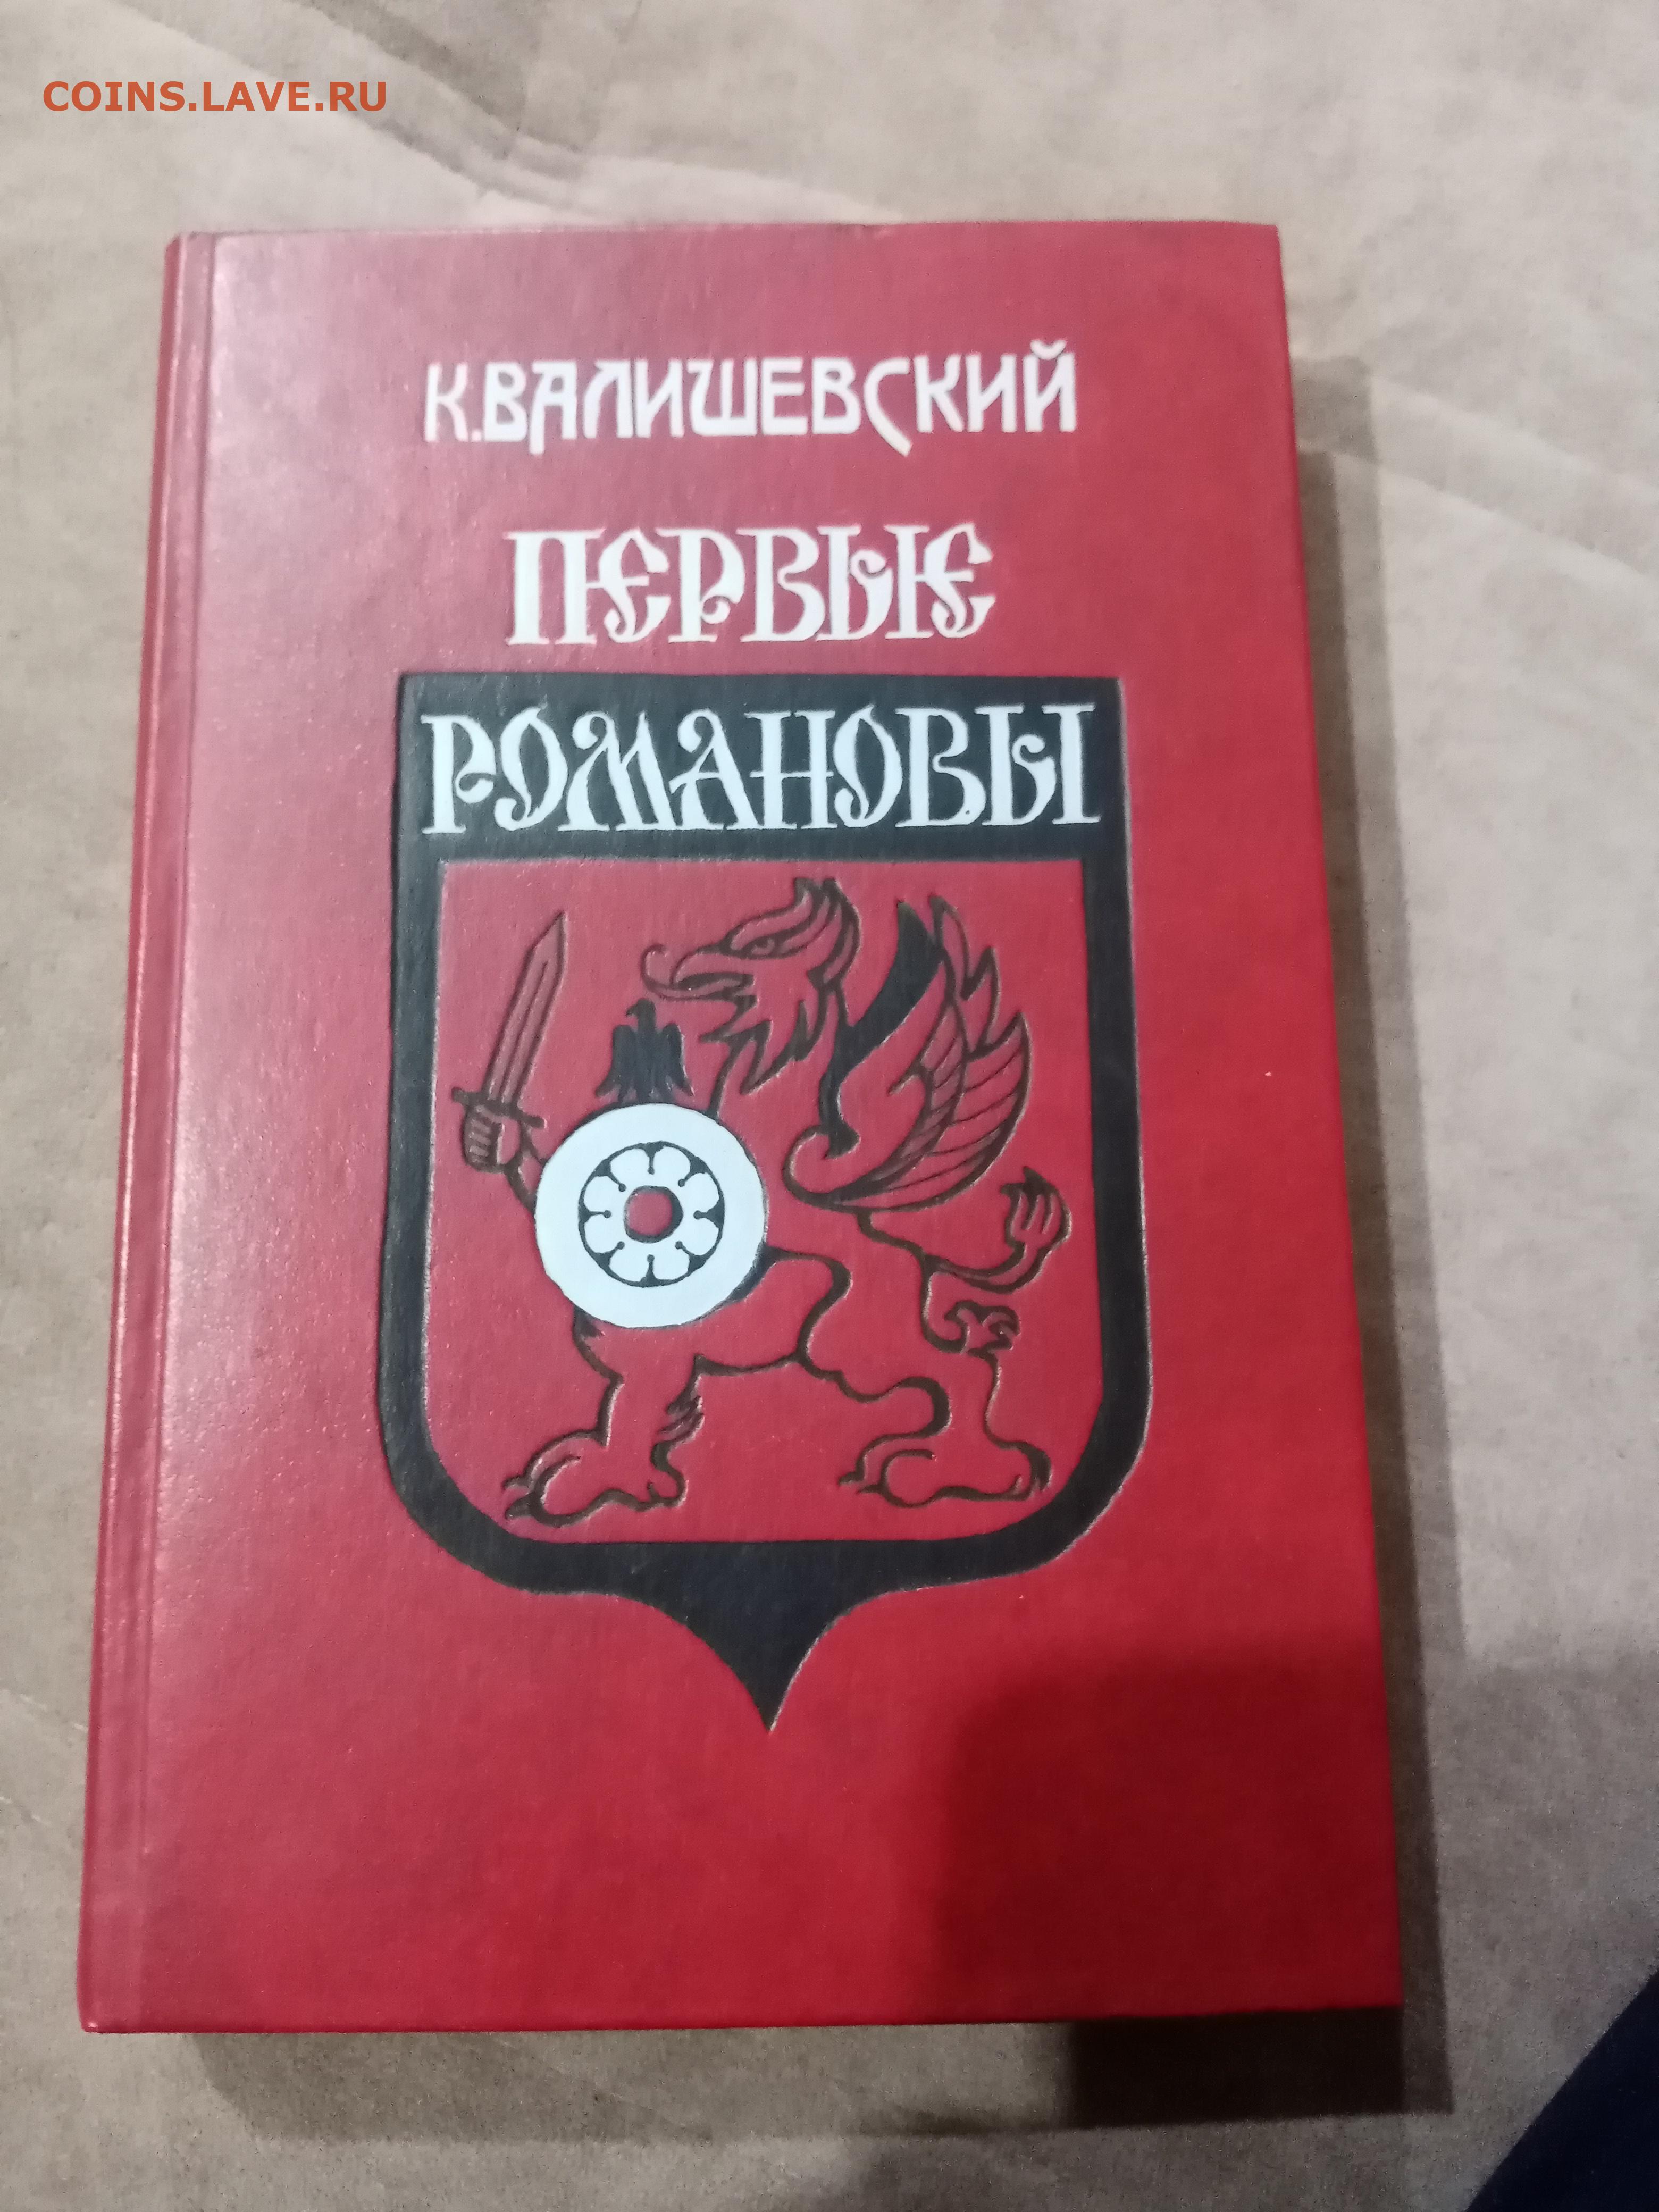 COINS.LAVE.RU
К.ВАЛИШЕВСКИЙ
ПЕРВЫЕ
РОМАНОВЫ